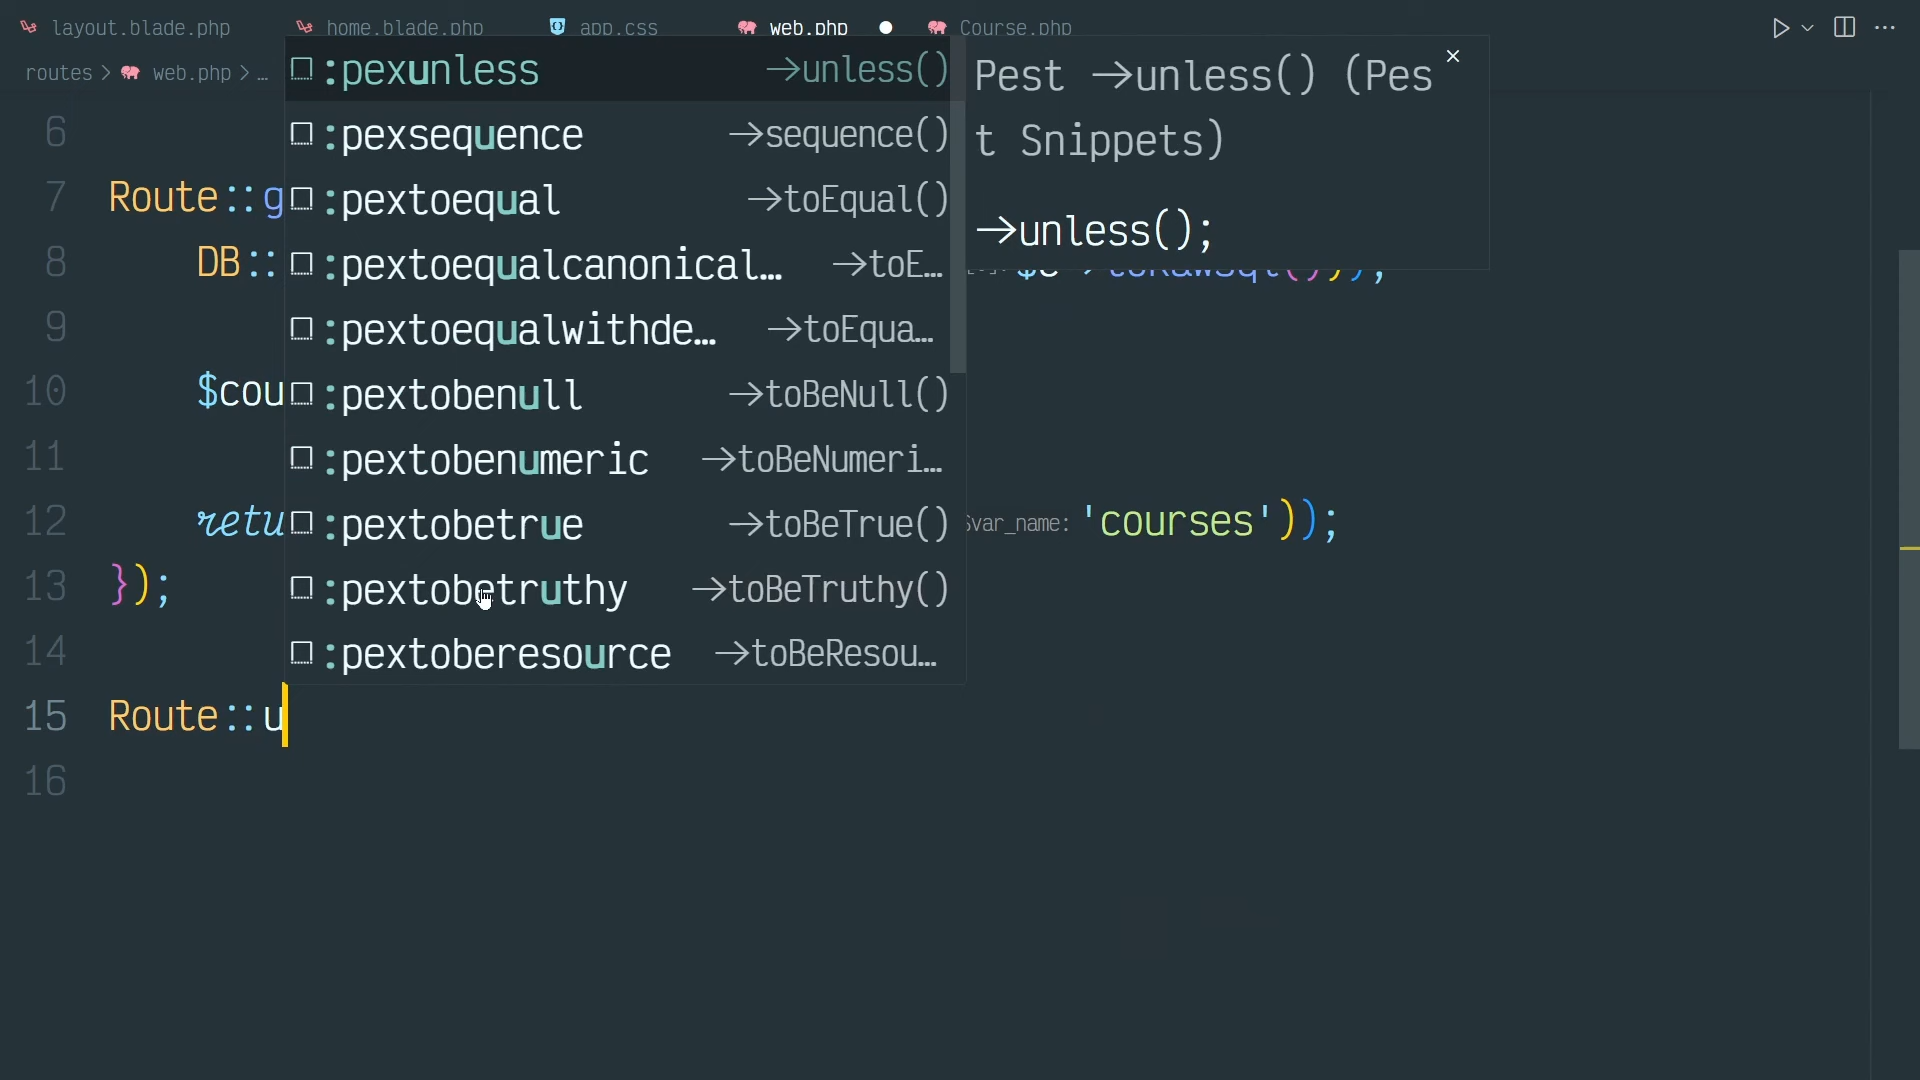 layout.blade.php home.blade.php app.css web.php Course.php
routes > web.php > ...
:pexunless →unless()
:pexsequence →sequence()
:pextoequal →toEqual()
:pextoequalcanonical… →toE…
:pextoequalwithde… →toEqua…
:pextobenull →toBeNull()
:pextobenumeric →toBeNumeri…
:pextobetrue →toBeTrue()
:pextobetruthy →toBeTruthy()
:pextoberesource →toBeResou…
Pest →unless() (Pes
t Snippets)
→unless();
6
7 Route::g
8 DB::
9
10 $cou
11
12 retu $var_name: 'courses'));
13 });
14
15 Route::u
16